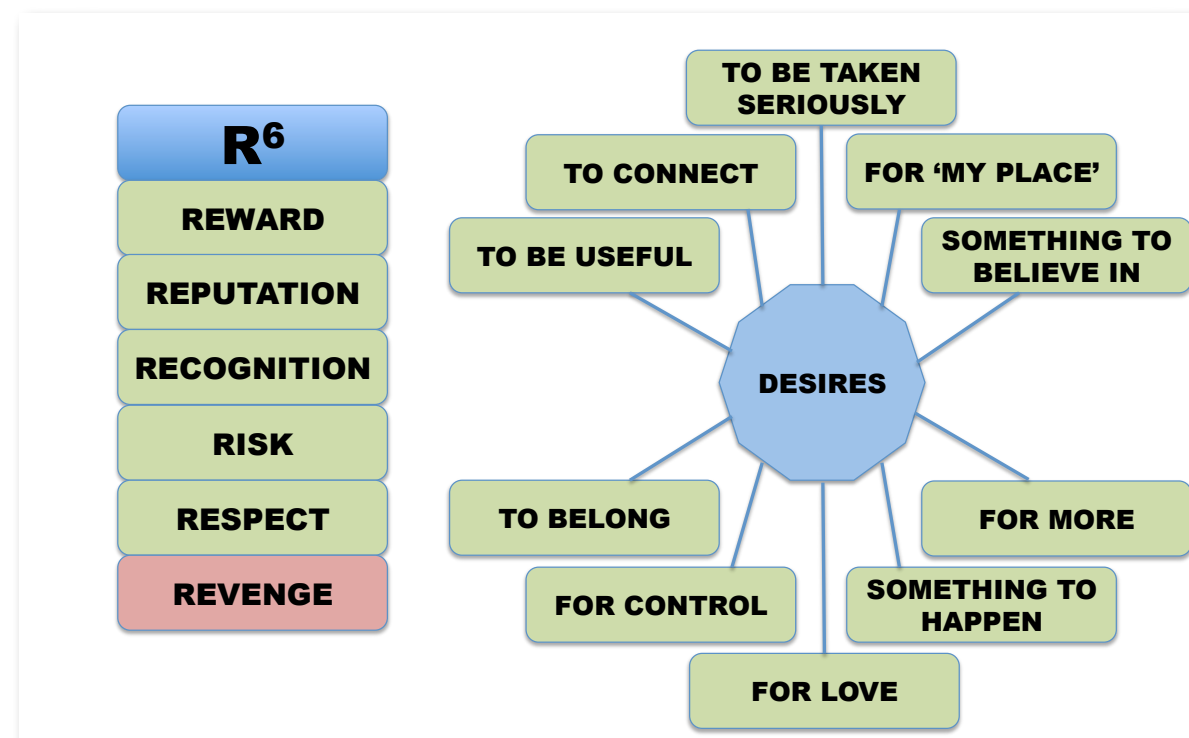 R⁶
REWARD
REPUTATION
RECOGNITION
RISK
RESPECT
REVENGE
TO BE TAKEN
SERIOUSLY
TO CONNECT
FOR ‘MY PLACE’
TO BE USEFUL
SOMETHING TO
BELIEVE IN
DESIRES
TO BELONG
FOR MORE
FOR CONTROL
SOMETHING TO
HAPPEN
FOR LOVE